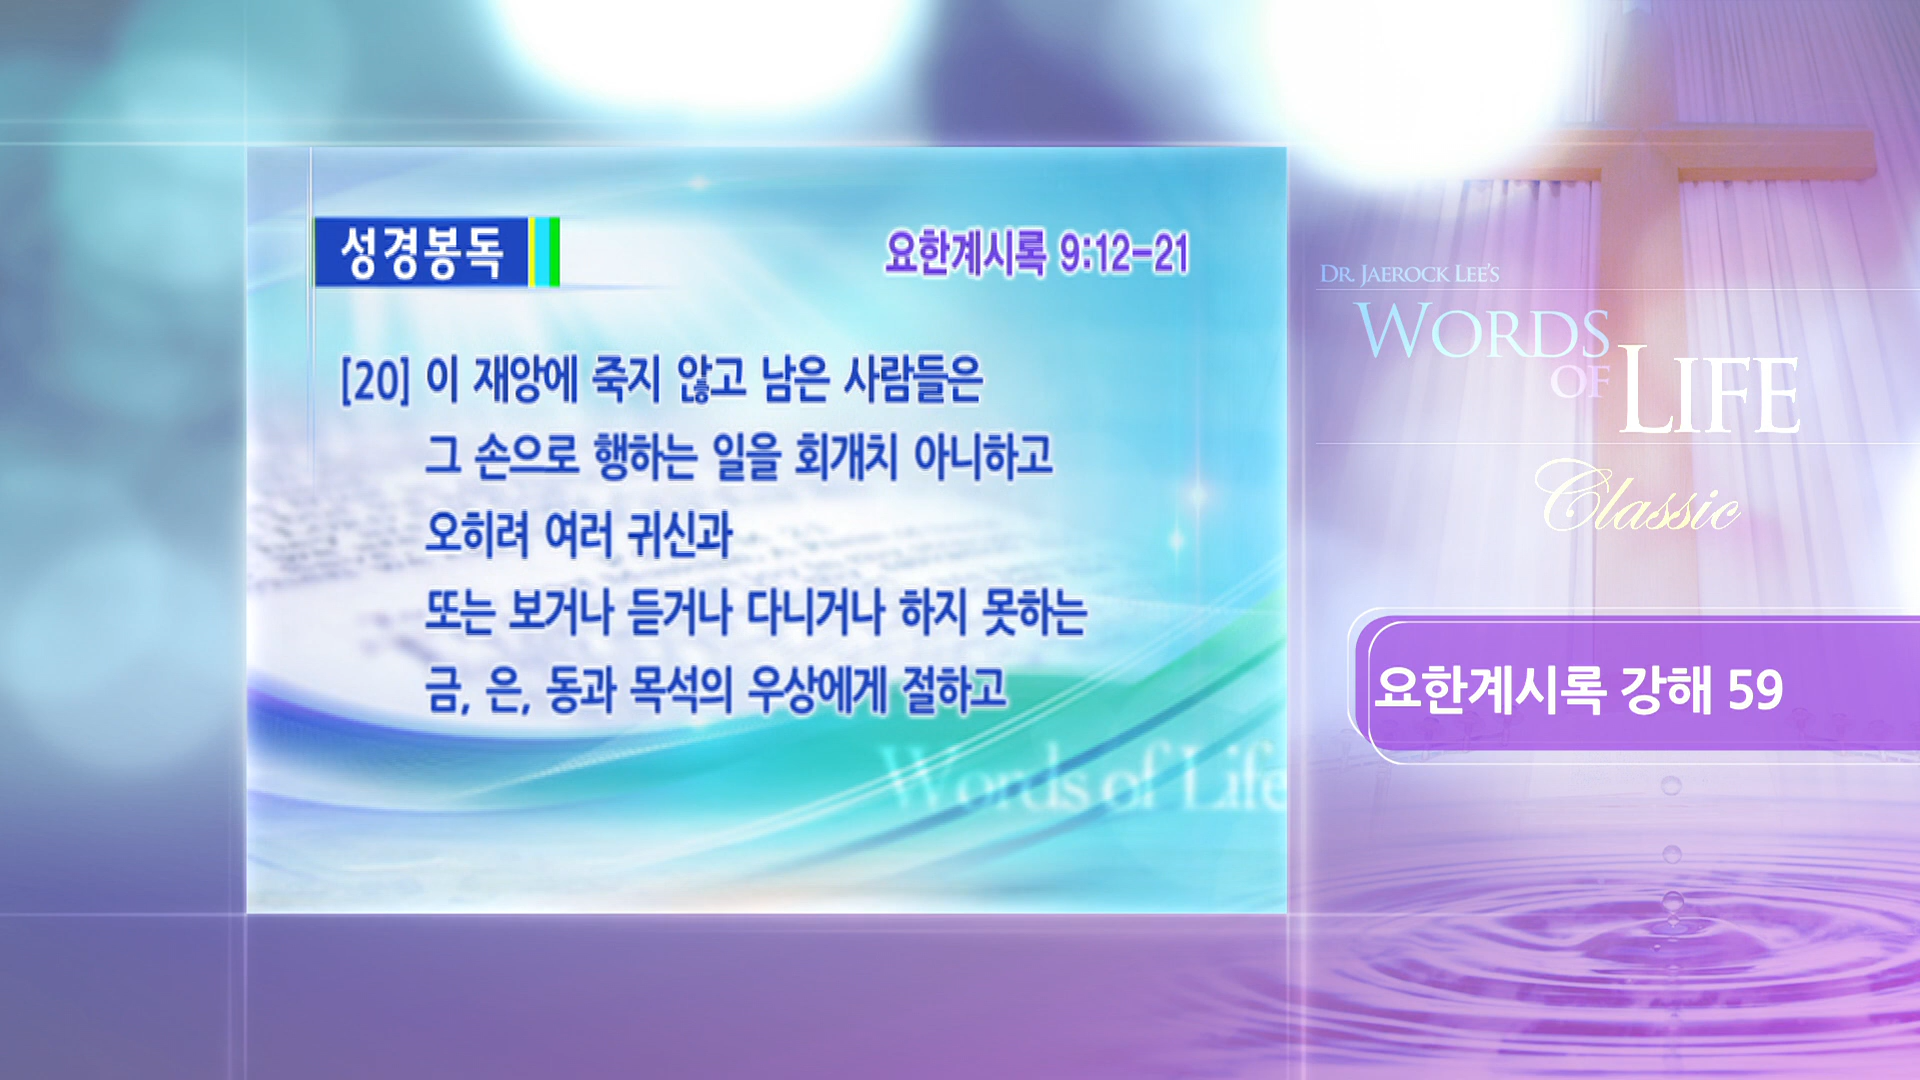 성경봉독
요한계시록 9:12-21
[20] 이 재앙에 죽지 않고 남은 사람들은
그 손으로 행하는 일을 회개치 아니하고
오히려 여러 귀신과
또는 보거나 듣거나 다니거나 하지 못하는
금, 은, 동과 목석의 우상에게 절하고
Words of Life
DR. JAEROCK LEE'S
WORDS
OF LIFE
Classic
요한계시록 강해 59